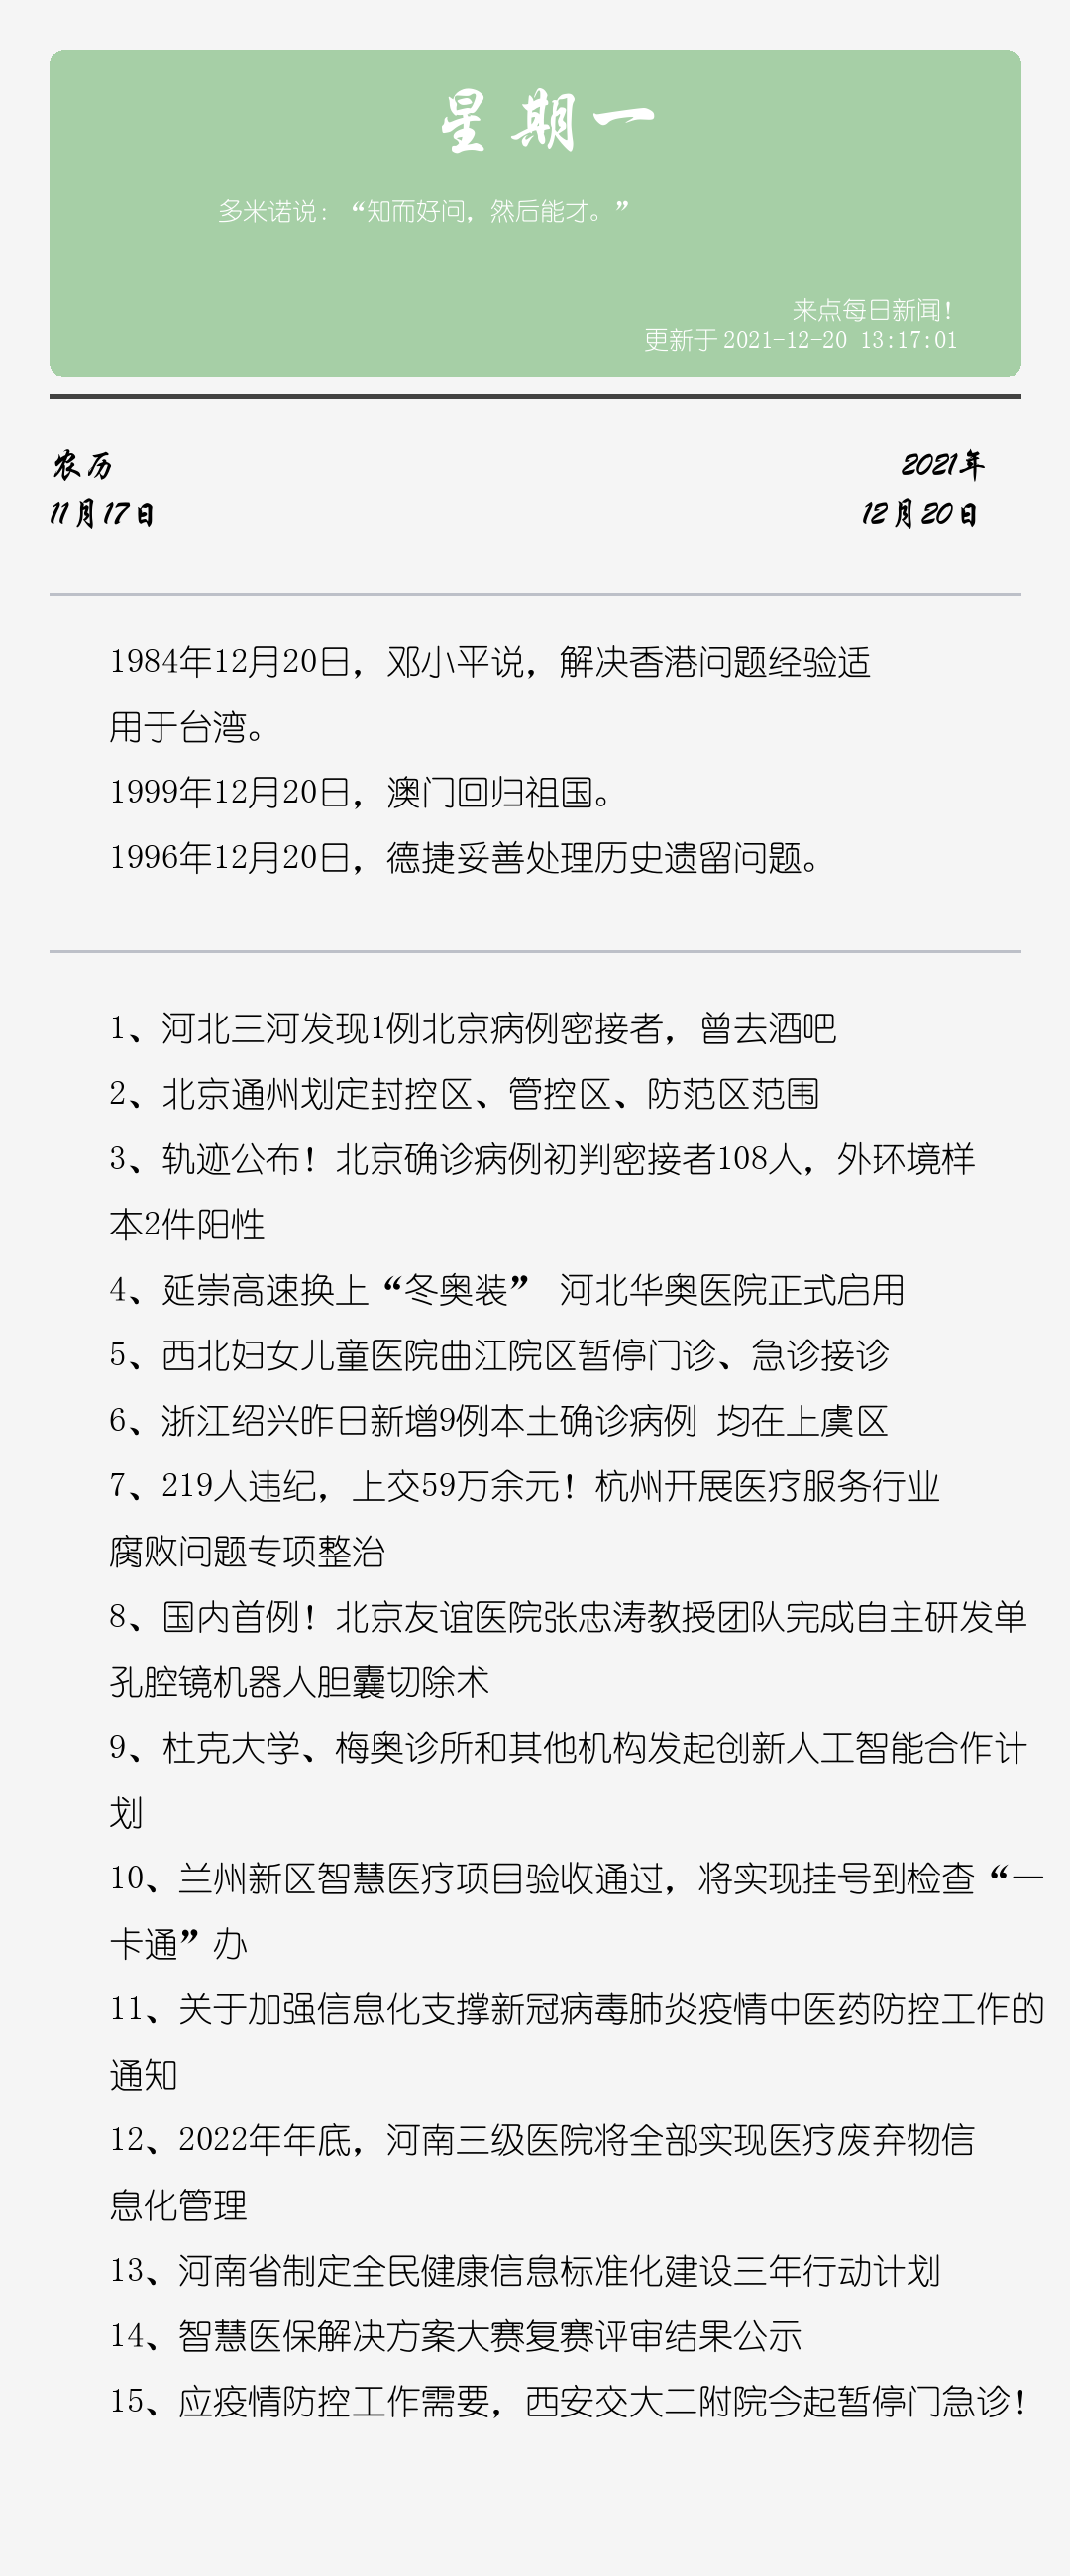 星期一
多米诺说：“知而好问，然后能才。”
来点每日新闻！
更新于 2021-12-20 13:17:01
农历
2021年
11月17日
12月20日
1984年12月20日，邓小平说，解决香港问题经验适
用于台湾。
1999年12月20日，澳门回归祖国。
1996年12月20日，德捷妥善处理历史遗留问题。
1、河北三河发现1例北京病例密接者，曾去酒吧
2、北京通州划定封控区、管控区、防范区范围
3、轨迹公布！北京确诊病例初判密接者108人，外环境样
本2件阳性
4、延崇高速换上“冬奥装” 河北华奥医院正式启用
5、西北妇女儿童医院曲江院区暂停门诊、急诊接诊
6、浙江绍兴昨日新增9例本土确诊病例 均在上虞区
7、219人违纪，上交59万余元！杭州开展医疗服务行业
腐败问题专项整治
8、国内首例！北京友谊医院张忠涛教授团队完成自主研发单
孔腔镜机器人胆囊切除术
9、杜克大学、梅奥诊所和其他机构发起创新人工智能合作计
划
10、兰州新区智慧医疗项目验收通过，将实现挂号到检查“一
卡通”办
11、关于加强信息化支撑新冠病毒肺炎疫情中医药防控工作的
通知
12、2022年年底，河南三级医院将全部实现医疗废弃物信
息化管理
13、河南省制定全民健康信息标准化建设三年行动计划
14、智慧医保解决方案大赛复赛评审结果公示
15、应疫情防控工作需要，西安交大二附院今起暂停门急诊！